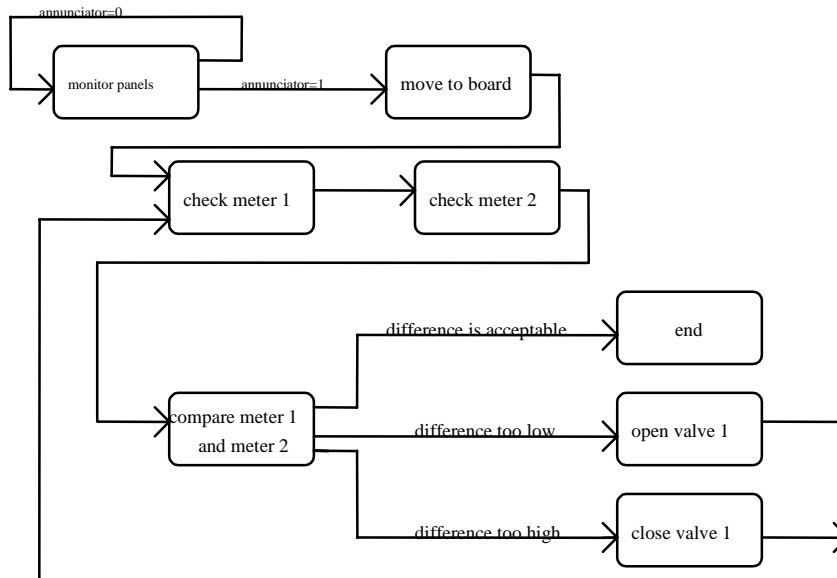 annunciator=0
monitor panels
annunciator=1
move to board
check meter 1
check meter 2
difference is acceptable
end
compare meter 1
and meter 2
difference too low
open valve 1
difference too high
close valve 1